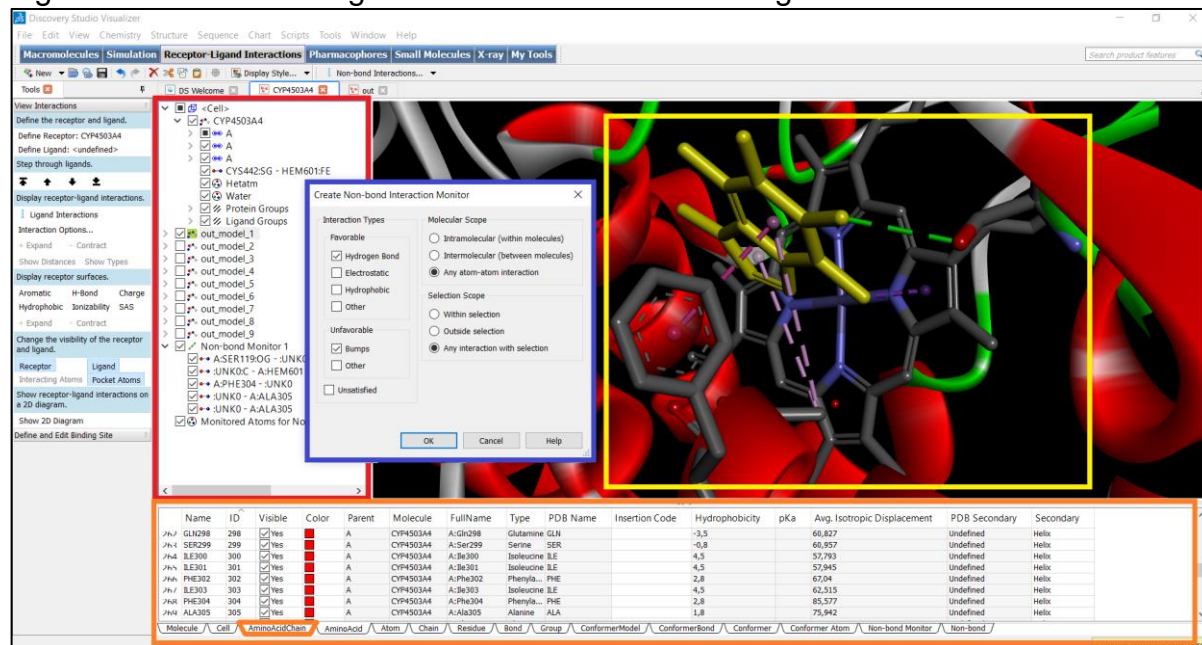 Discovery Studio Visualizer
File Edit View Chemistry Structure Sequence Chart Scripts Tools Window Help
Macromolecules Simulation Receptor-Ligand Interactions Pharmacophores Small Molecules X-ray My Tools
Search product features
New Display Style... Non-bond Interactions...
Tools
DS Welcome CYP4503A4 out
View Interactions
Define the receptor and ligand.
Define Receptor: CYP4503A4
Define Ligand: <undefined>
Step through ligands.
Display receptor-ligand interactions.
Ligand Interactions
Interaction Options...
+ Expand - Contract
Show Distances Show Types
Display receptor surfaces.
Aromatic H-Bond Charge
Hydrophobic Ionizability SAS
+ Expand - Contract
Change the visibility of the receptor
and ligand.
Receptor Ligand
Interacting Atoms Pocket Atoms
Show receptor-ligand interactions on
a 2D diagram.
Show 2D Diagram
Define and Edit Binding Site
<Cell>
CYP4503A4
A
A
A
CYS442:SG - HEM601:FE
Hetatm
Water
Protein Groups
Ligand Groups
out_model_1
out_model_2
out_model_3
out_model_4
out_model_5
out_model_6
out_model_7
out_model_8
out_model_9
Non-bond Monitor 1
A:SER119:OG - :UNK0
:UNK0:C - A:HEM601
A:PHE304 - :UNK0
:UNK0 - A:ALA305
:UNK0 - A:ALA305
Monitored Atoms for No
Create Non-bond Interaction Monitor
Interaction Types
Favorable
Hydrogen Bond
Electrostatic
Hydrophobic
Other
Unfavorable
Bumps
Other
Unsatisfied
Molecular Scope
Intramolecular (within molecules)
Intermolecular (between molecules)
Any atom-atom interaction
Selection Scope
Within selection
Outside selection
Any interaction with selection
OK Cancel Help
Name ID Visible Color Parent Molecule FullName Type PDB Name Insertion Code Hydrophobicity pKa Avg. Isotropic Displacement PDB Secondary Secondary
GLN298 298 Yes A CYP4503A4 A:Gln298 Glutamine GLN -3,5 60,827 Undefined Helix
SER299 299 Yes A CYP4503A4 A:Ser299 Serine SER -0,8 60,957 Undefined Helix
ILE300 300 Yes A CYP4503A4 A:Ile300 Isoleucine ILE 4,5 57,793 Undefined Helix
ILE301 301 Yes A CYP4503A4 A:Ile301 Isoleucine ILE 4,5 57,945 Undefined Helix
PHE302 302 Yes A CYP4503A4 A:Phe302 Phenyla... PHE 2,8 67,04 Undefined Helix
ILE303 303 Yes A CYP4503A4 A:Ile303 Isoleucine ILE 4,5 62,515 Undefined Helix
PHE304 304 Yes A CYP4503A4 A:Phe304 Phenyla... PHE 2,8 85,577 Undefined Helix
ALA305 305 Yes A CYP4503A4 A:Ala305 Alanine ALA 1,8 75,942 Undefined Helix
Molecule Cell AminoAcidChain AminoAcid Atom Chain Residue Bond Group ConformerModel ConformerBond Conformer Conformer Atom Non-bond Monitor Non-bond